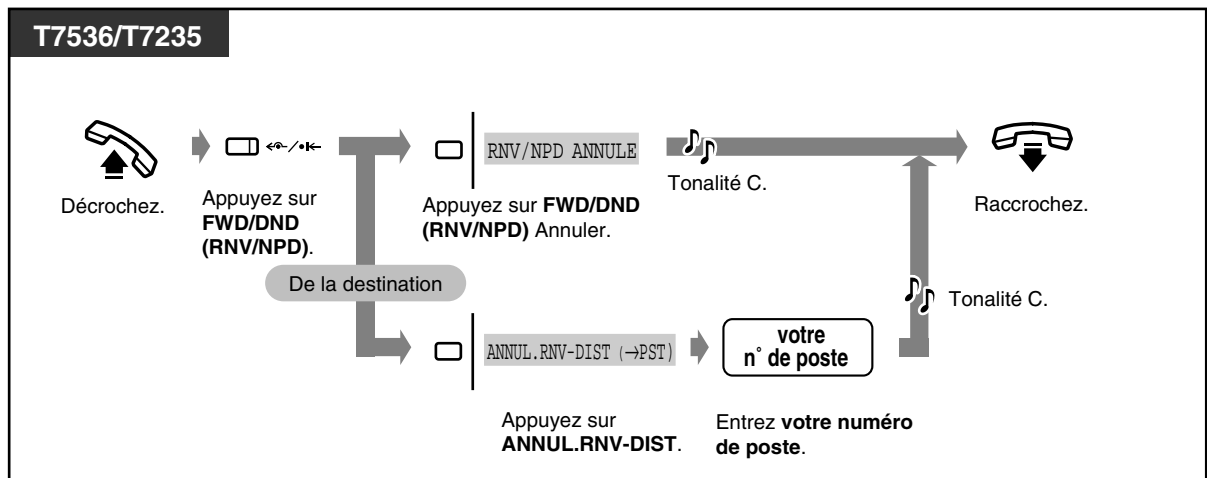 T7536/T7235
Décrochez.
Appuyez sur
FWD/DND
(RNV/NPD).
RNV/NPD ANNULE
Appuyez sur FWD/DND
(RNV/NPD) Annuler.
Tonalité C.
Raccrochez.
De la destination
ANNUL.RNV-DIST (→PST)
Appuyez sur
ANNUL.RNV-DIST.
votre
n° de poste
Entrez votre numéro
de poste.
Tonalité C.